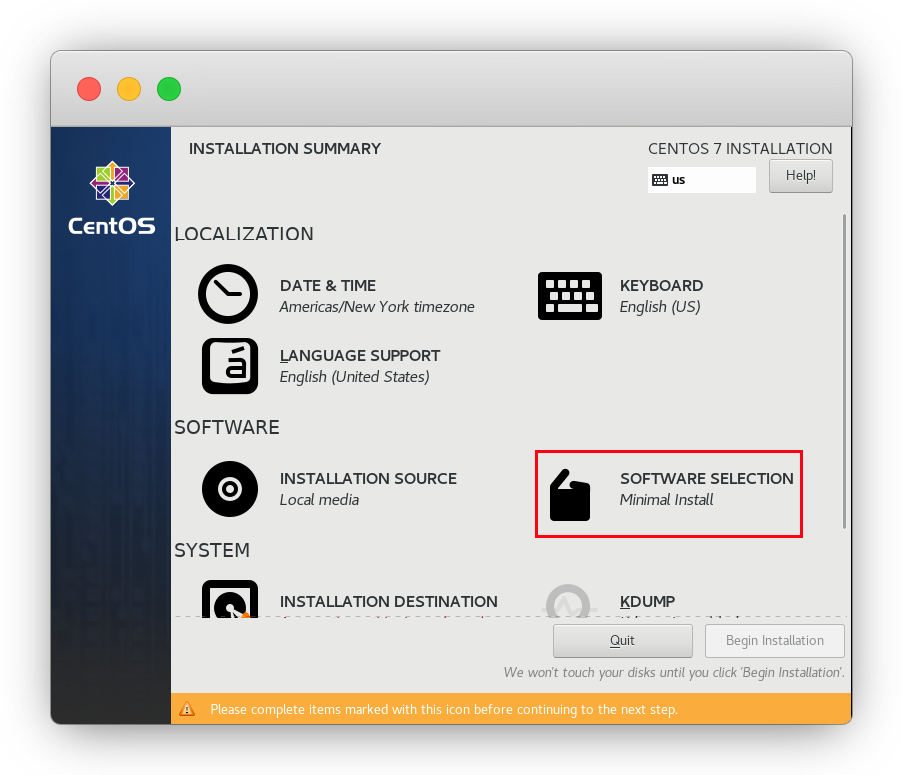 INSTALLATION SUMMARY
CENTOS 7 INSTALLATION
us
Help!
CentOS
LOCALIZATION
DATE & TIME
Americas/New York timezone
KEYBOARD
English (US)
LANGUAGE SUPPORT
English (United States)
SOFTWARE
INSTALLATION SOURCE
Local media
SOFTWARE SELECTION
Minimal Install
SYSTEM
INSTALLATION DESTINATION
KDUMP
Quit
Begin Installation
We won't touch your disks until you click 'Begin Installation'.
Please complete items marked with this icon before continuing to the next step.